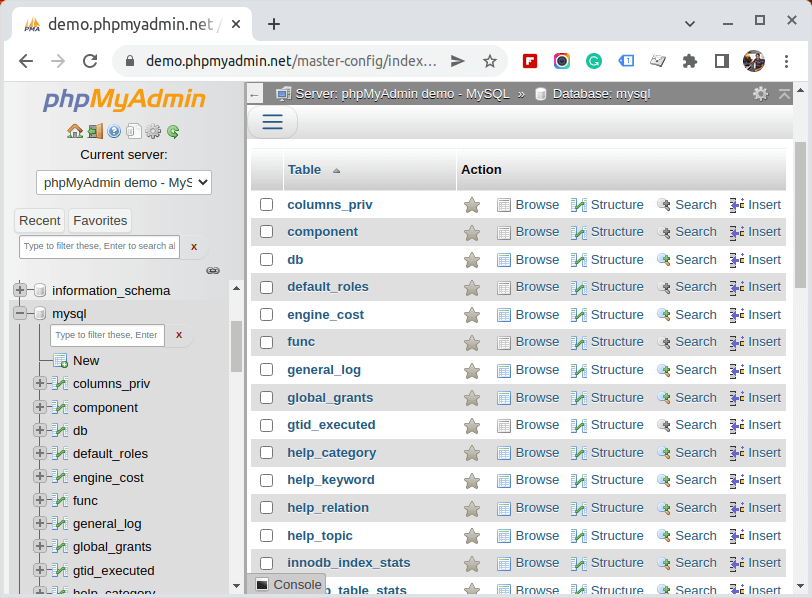 demo.phpmyadmin.net /
demo.phpmyadmin.net/master-config/index...
phpMyAdmin
Current server:
phpMyAdmin demo - MyS
Recent
Favorites
Type to filter these, Enter to search al
x
information_schema
mysql
Type to filter these, Enter
x
New
columns_priv
component
db
default_roles
engine_cost
func
general_log
global_grants
gtid_executed
help_category
Server: phpMyAdmin demo - MySQL » Database: mysql
Table Action
columns_priv Browse Structure Search Insert
component Browse Structure Search Insert
db Browse Structure Search Insert
default_roles Browse Structure Search Insert
engine_cost Browse Structure Search Insert
func Browse Structure Search Insert
general_log Browse Structure Search Insert
global_grants Browse Structure Search Insert
gtid_executed Browse Structure Search Insert
help_category Browse Structure Search Insert
help_keyword Browse Structure Search Insert
help_relation Browse Structure Search Insert
help_topic Browse Structure Search Insert
innodb_index_stats Browse Structure Search Insert
b_table_stats Browse Structure Search Insert
Console